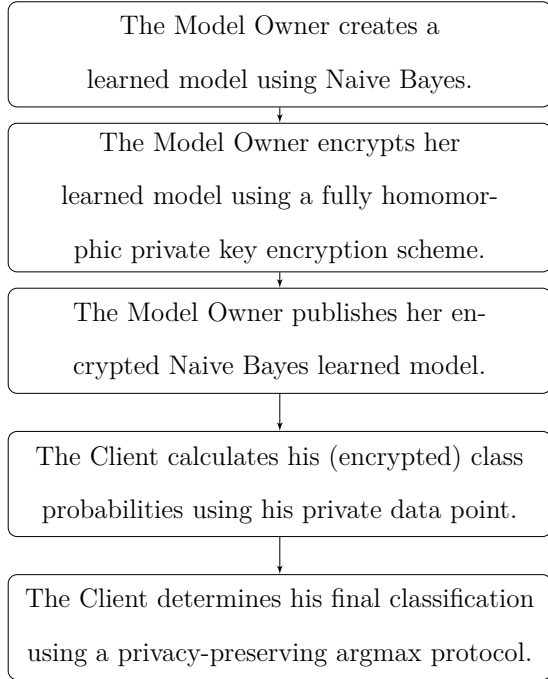 The Model Owner creates a
learned model using Naive Bayes.
The Model Owner encrypts her
learned model using a fully homomor-
phic private key encryption scheme.
The Model Owner publishes her en-
crypted Naive Bayes learned model.
The Client calculates his (encrypted) class
probabilities using his private data point.
The Client determines his final classification
using a privacy-preserving argmax protocol.